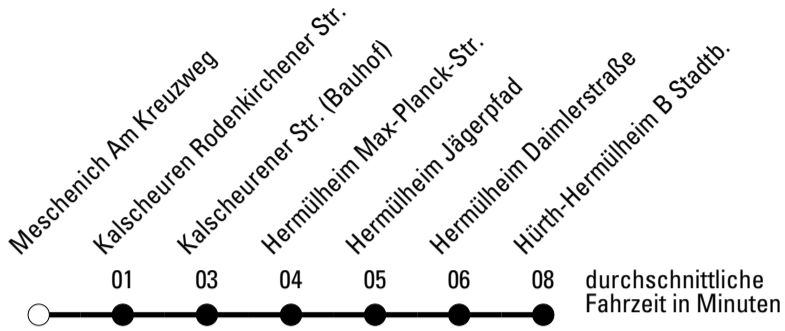 Meschenich Am Kreuzweg
Kalscheuren Rodenkirchener Str.
Kalscheurener Str. (Bauhof)
Hermülheim Max-Planck-Str.
Hermülheim Jägerpfad
Hermülheim Daimlerstraße
Hürth-Hermülheim B Stadtb.
01 03 04 05 06 08 durchschnittliche
Fahrzeit in Minuten